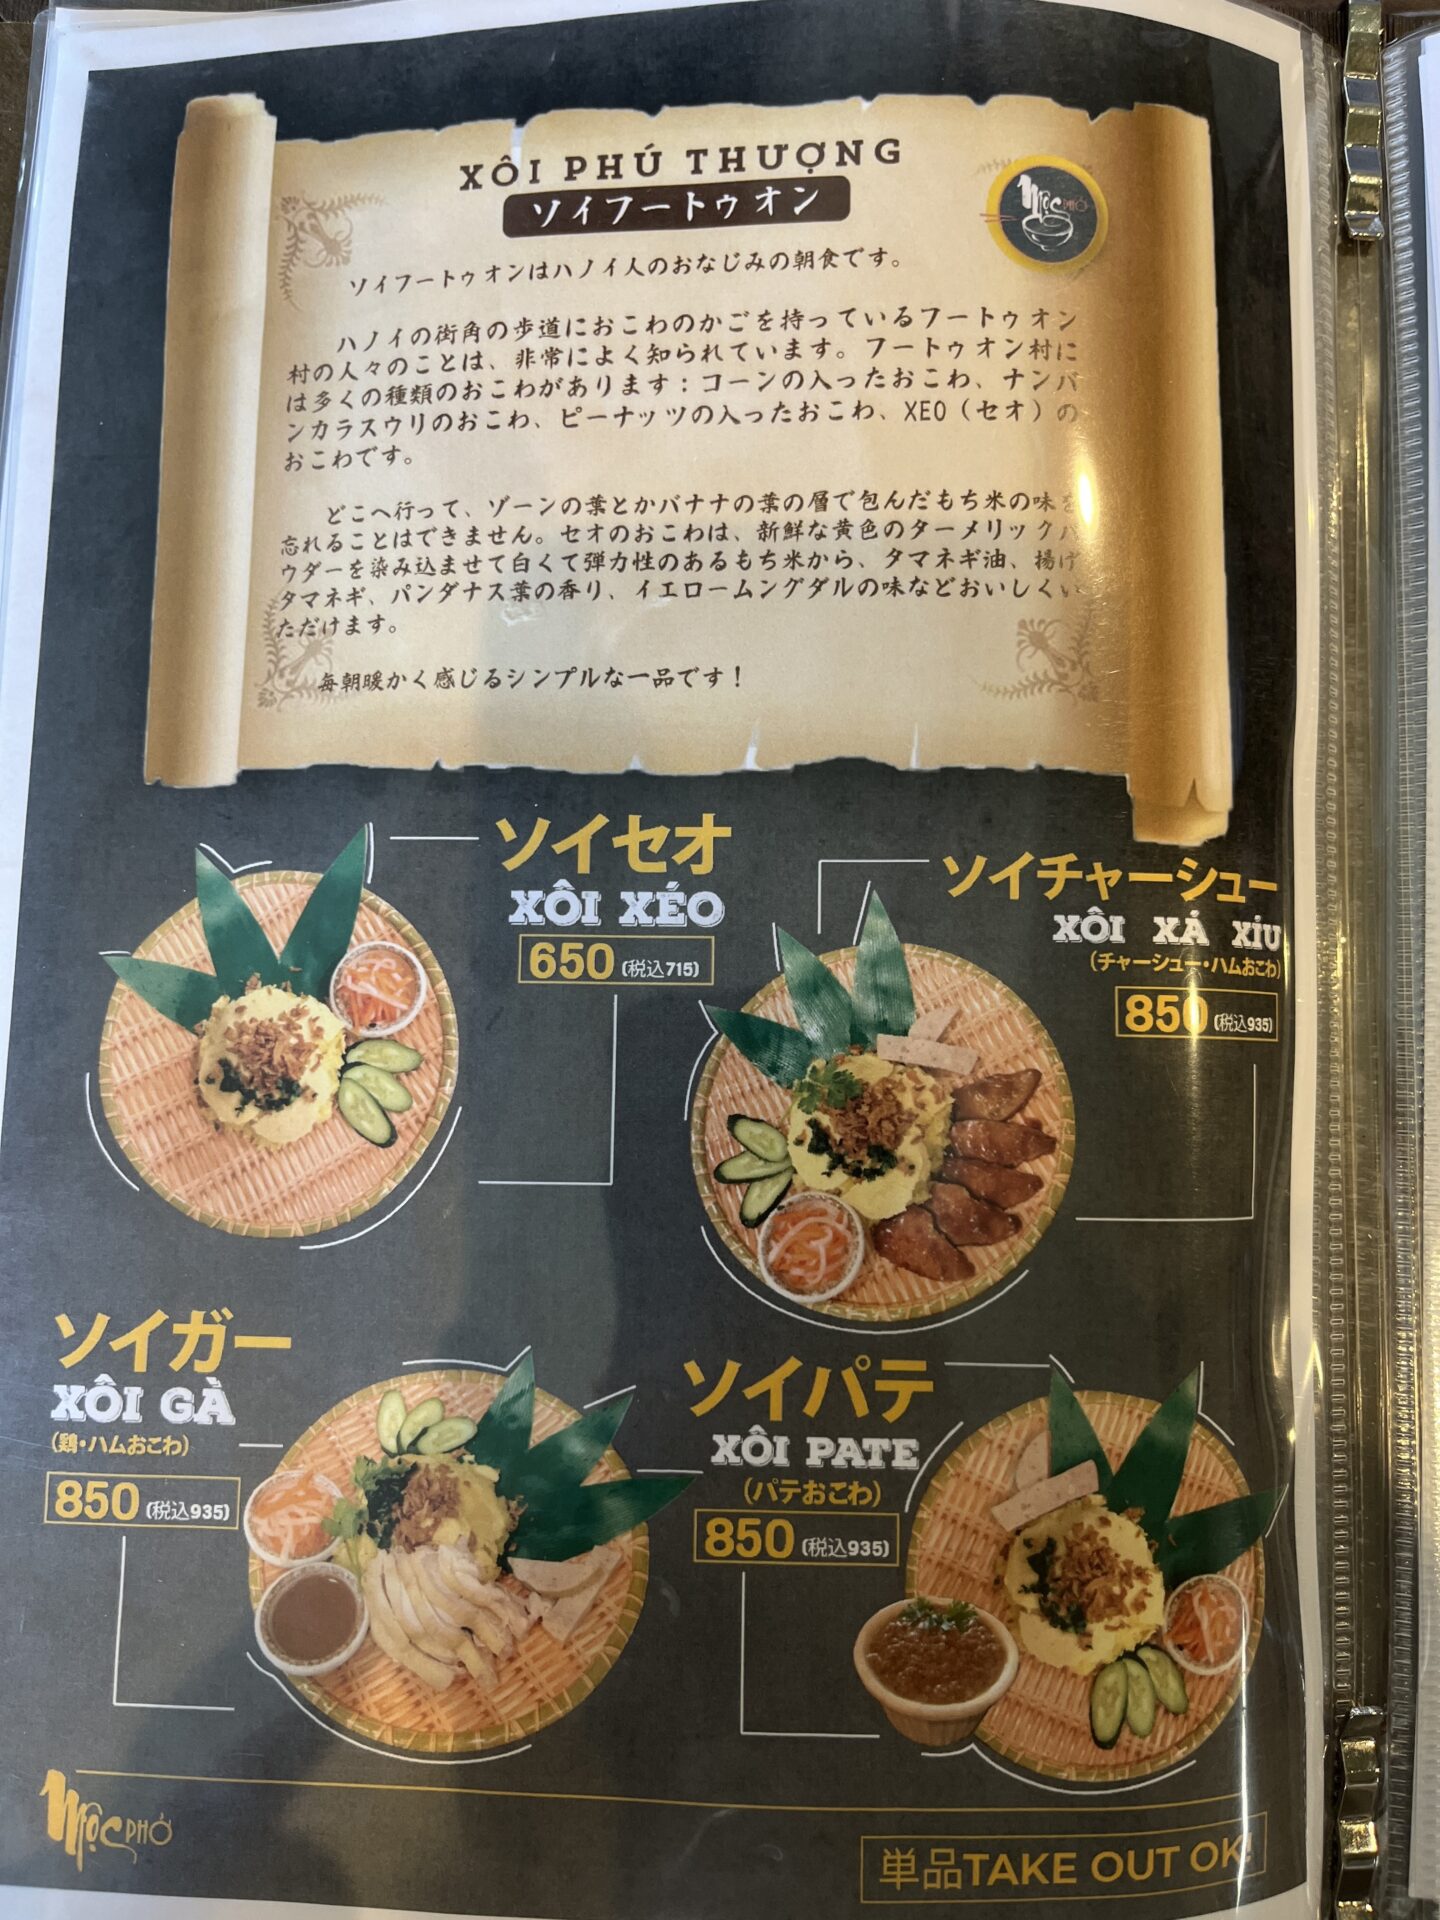 XÔI PHÚ THƯỢNG
ソイフートゥオン
Ngọc PHỞ
ソイフートゥオンはハノイ人のおなじみの朝食です。
ハノイの街角の歩道におこわのかごを持っているフートゥオン
村の人々のことは、非常によく知られています。フートゥオン村に
は多くの種類のおこわがあります：コーンの入ったおこわ、ナンバ
ンカラスウリのおこわ、ピーナッツの入ったおこわ、XEO（セオ）の
おこわです。
どこへ行って、ゾーンの葉とかバナナの葉の層で包んだもち米の味を
忘れることはできません。セオのおこわは、新鮮な黄色のターメリックパ
ウダーを染み込ませて白くて弾力性のあるもち米から、タマネギ油、揚げ
タマネギ、パンダナス葉の香り、イエロームングダルの味などおいしくい
ただけます。
毎朝暖かく感じるシンプルな一品です！
ソイセオ
XÔI XÉO
650 (税込715)
ソイチャーシュー
XÔI XÁ XÍU
(チャーシュー・ハムおこわ)
850 (税込935)
ソイガー
XÔI GÀ
(鶏・ハムおこわ)
850 (税込935)
ソイパテ
XÔI PATE
(パテおこわ)
850 (税込935)
Ngọc PHỞ
単品TAKE OUT OK!